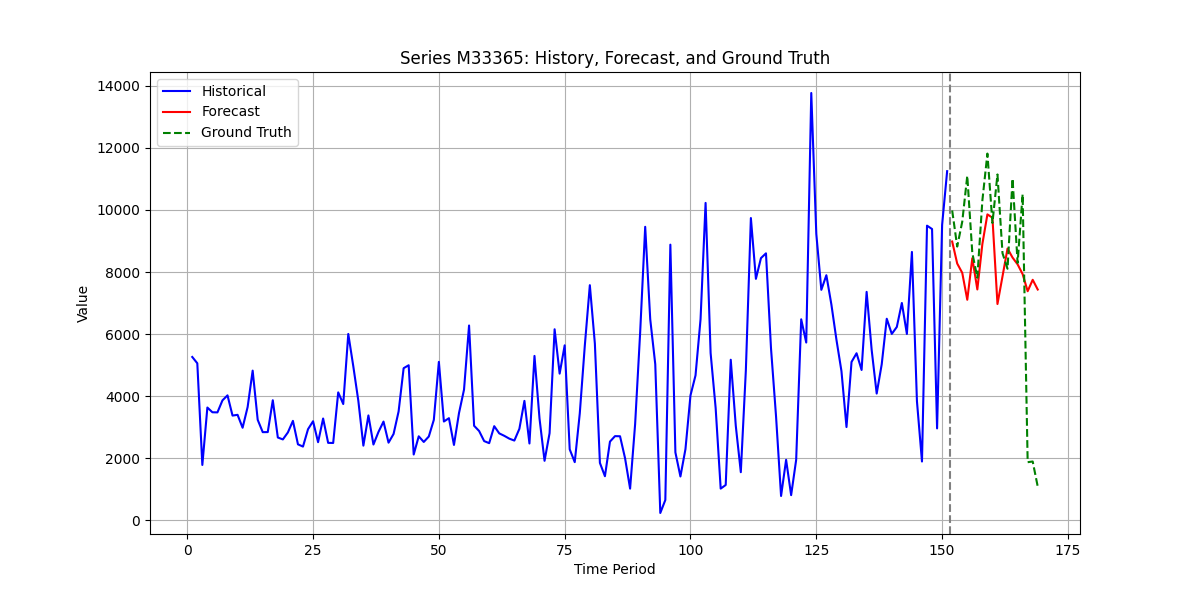 Series M33365: History, Forecast, and Ground Truth
Historical
Forecast
Ground Truth
14000
12000
10000
8000
6000
4000
2000
0
Value
0 25 50 75 100 125 150 175
Time Period